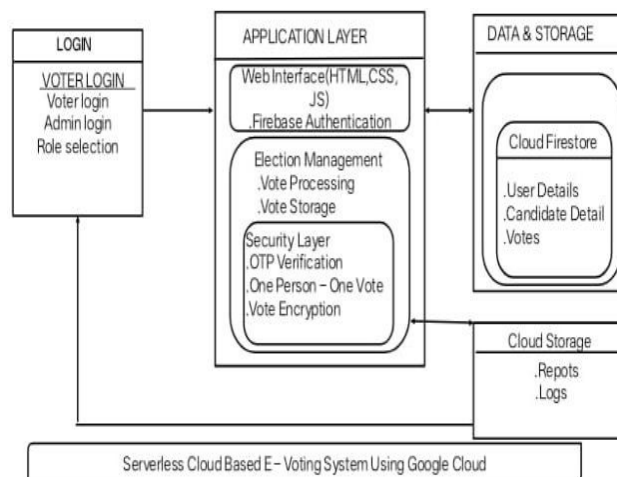 LOGIN
VOTER LOGIN
Voter login
Admin login
Role selection
APPLICATION LAYER
Web Interface(HTML,CSS,
JS)
.Firebase Authentication
Election Management
.Vote Processing
.Vote Storage
Security Layer
.OTP Verification
.One Person – One Vote
.Vote Encryption
DATA & STORAGE
Cloud Firestore
.User Details
.Candidate Detail
.Votes
Cloud Storage
.Repots
.Logs
Serverless Cloud Based E – Voting System Using Google Cloud